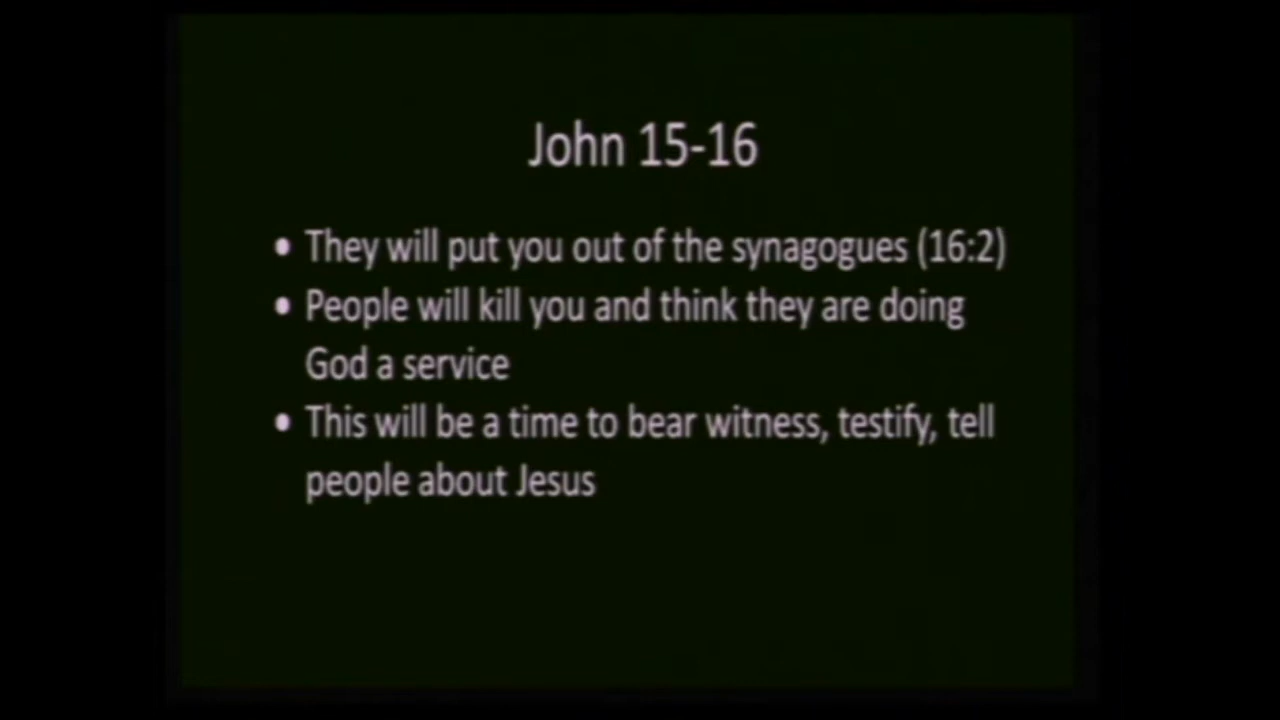 John 15-16
• They will put you out of the synagogues (16:2)
• People will kill you and think they are doing
God a service
• This will be a time to bear witness, testify, tell
people about Jesus